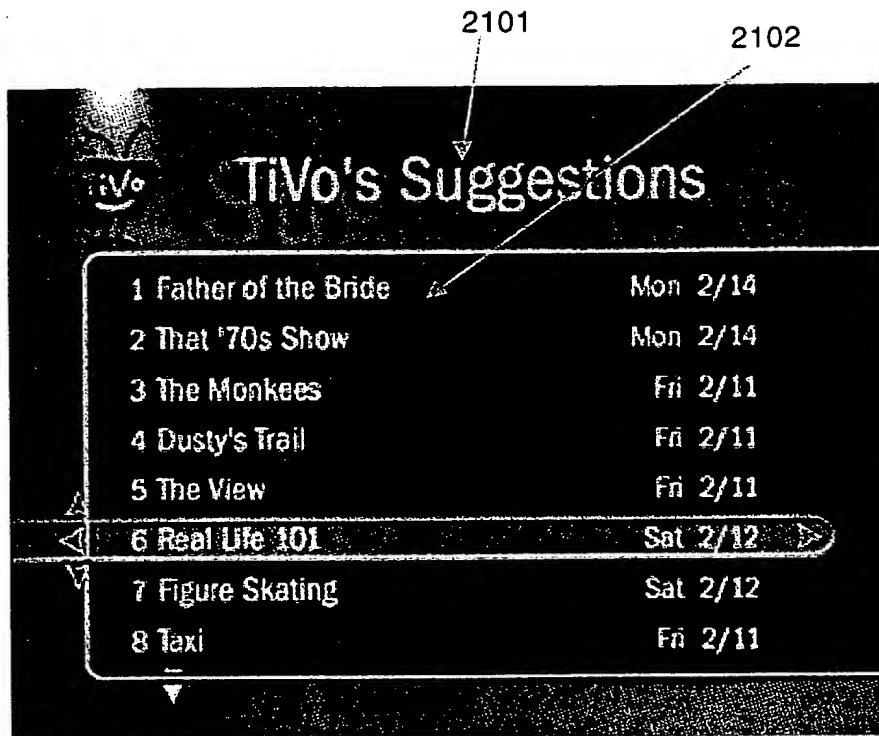 2101
2102
TiVo
TiVo's Suggestions
1 Father of the Bride Mon 2/14
2 That '70s Show Mon 2/14
3 The Monkees Fri 2/11
4 Dusty's Trail Fri 2/11
5 The View Fri 2/11
6 Real Life 101 Sat 2/12
7 Figure Skating Sat 2/12
8 Taxi Fri 2/11